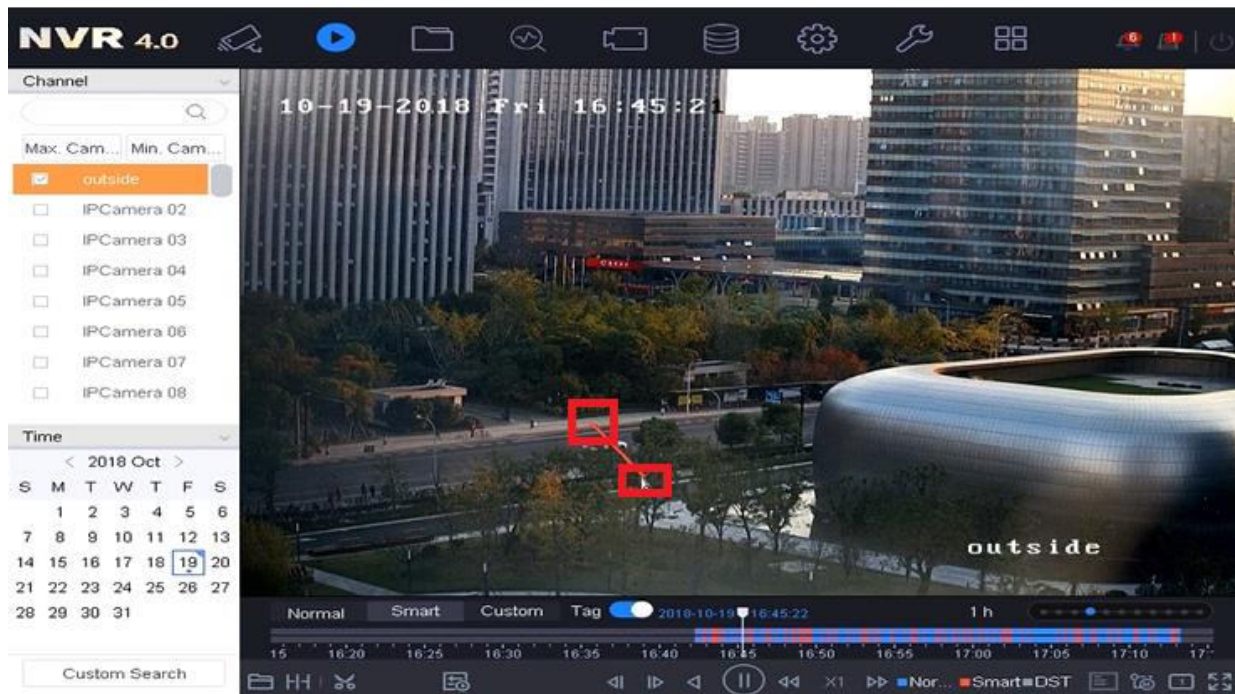 NVR 4.0
6 1
Channel
Max. Cam... Min. Cam...
outside
IPCamera 02
IPCamera 03
IPCamera 04
IPCamera 05
IPCamera 06
IPCamera 07
IPCamera 08
Time
< 2018 Oct >
S M T W T F S
1 2 3 4 5 6
7 8 9 10 11 12 13
14 15 16 17 18 19 20
21 22 23 24 25 26 27
28 29 30 31
Custom Search
10-19-2018 Fri 16:45:21
outside
Normal Smart Custom Tag 2018-10-19 16:45:22 1 h
15 16:20 16:25 16:30 16:35 16:40 16:45 16:50 16:55 17:00 17:05 17:10 17:
X1 Nor... Smart DST